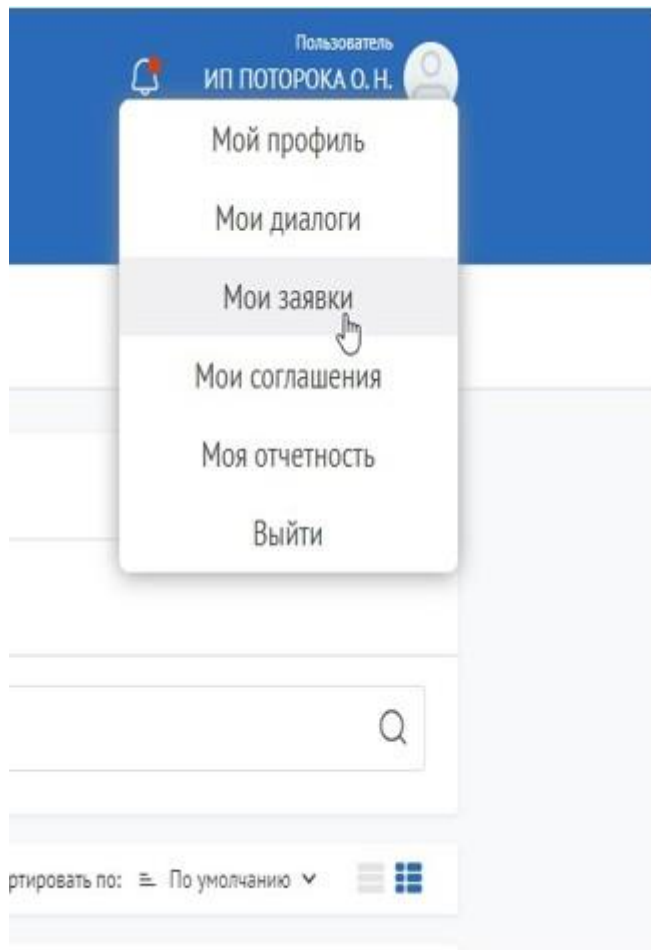 Пользователь
ИП ПОТОРОКА О. Н.
Мой профиль
Мои диалоги
Мои заявки
Мои соглашения
Моя отчетность
Выйти
ртировать по: По умолчанию